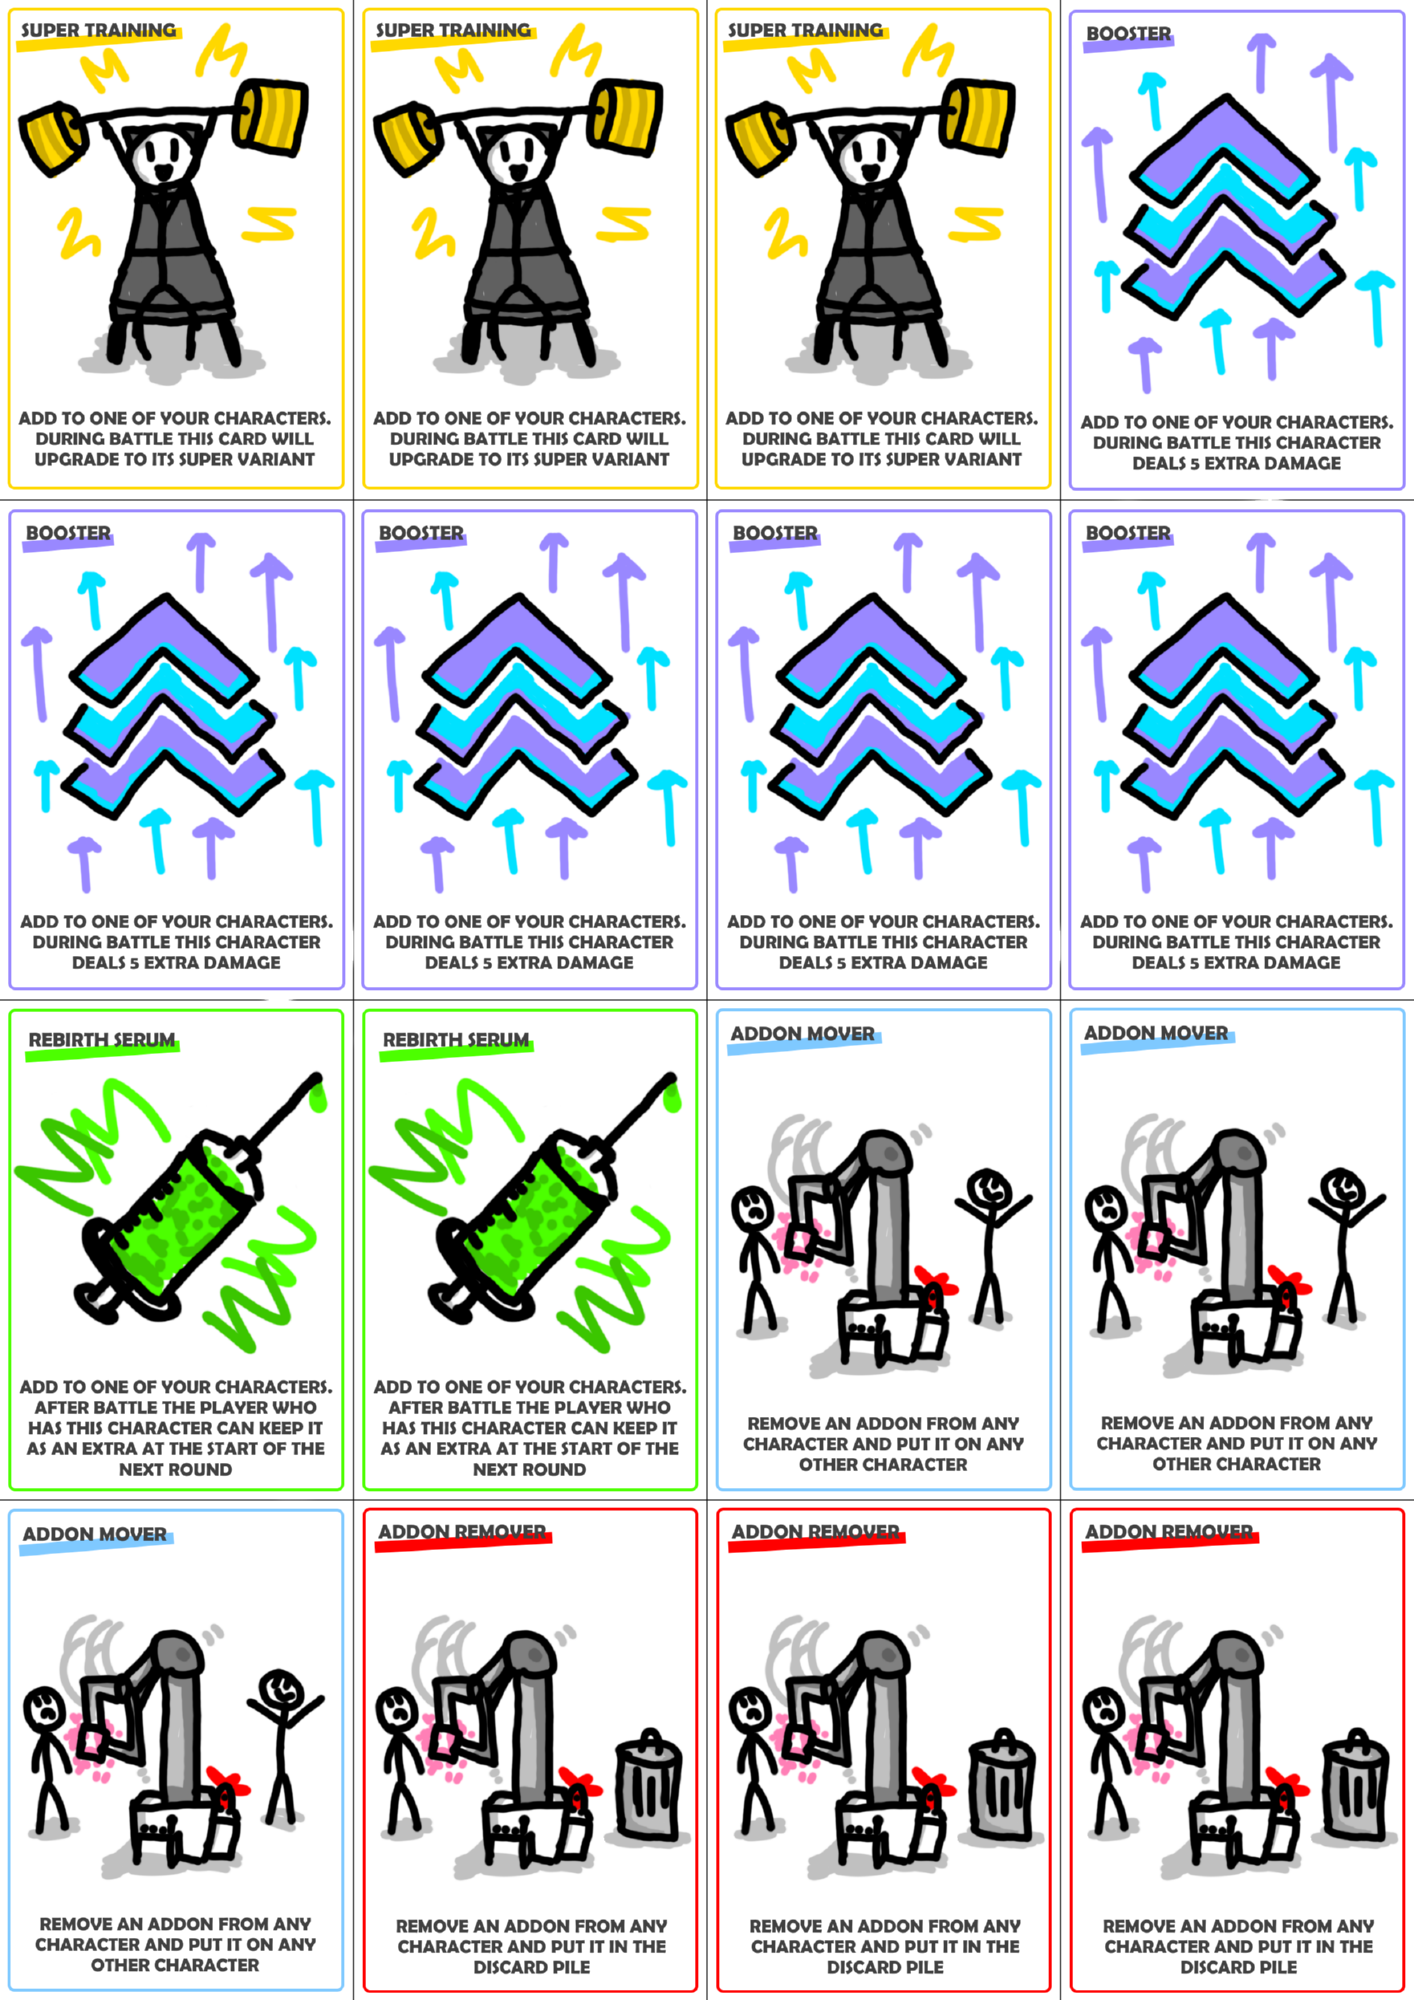 SUPER TRAINING
ADD TO ONE OF YOUR CHARACTERS.
DURING BATTLE THIS CARD WILL
UPGRADE TO ITS SUPER VARIANT
SUPER TRAINING
ADD TO ONE OF YOUR CHARACTERS.
DURING BATTLE THIS CARD WILL
UPGRADE TO ITS SUPER VARIANT
SUPER TRAINING
ADD TO ONE OF YOUR CHARACTERS.
DURING BATTLE THIS CARD WILL
UPGRADE TO ITS SUPER VARIANT
BOOSTER
ADD TO ONE OF YOUR CHARACTERS.
DURING BATTLE THIS CHARACTER
DEALS 5 EXTRA DAMAGE
BOOSTER
ADD TO ONE OF YOUR CHARACTERS.
DURING BATTLE THIS CHARACTER
DEALS 5 EXTRA DAMAGE
BOOSTER
ADD TO ONE OF YOUR CHARACTERS.
DURING BATTLE THIS CHARACTER
DEALS 5 EXTRA DAMAGE
BOOSTER
ADD TO ONE OF YOUR CHARACTERS.
DURING BATTLE THIS CHARACTER
DEALS 5 EXTRA DAMAGE
BOOSTER
ADD TO ONE OF YOUR CHARACTERS.
DURING BATTLE THIS CHARACTER
DEALS 5 EXTRA DAMAGE
REBIRTH SERUM
ADD TO ONE OF YOUR CHARACTERS.
AFTER BATTLE THE PLAYER WHO
HAS THIS CHARACTER CAN KEEP IT
AS AN EXTRA AT THE START OF THE
NEXT ROUND
REBIRTH SERUM
ADD TO ONE OF YOUR CHARACTERS.
AFTER BATTLE THE PLAYER WHO
HAS THIS CHARACTER CAN KEEP IT
AS AN EXTRA AT THE START OF THE
NEXT ROUND
ADDON MOVER
REMOVE AN ADDON FROM ANY
CHARACTER AND PUT IT ON ANY
OTHER CHARACTER
ADDON MOVER
REMOVE AN ADDON FROM ANY
CHARACTER AND PUT IT ON ANY
OTHER CHARACTER
ADDON MOVER
REMOVE AN ADDON FROM ANY
CHARACTER AND PUT IT ON ANY
OTHER CHARACTER
ADDON REMOVER
REMOVE AN ADDON FROM ANY
CHARACTER AND PUT IT IN THE
DISCARD PILE
ADDON REMOVER
REMOVE AN ADDON FROM ANY
CHARACTER AND PUT IT IN THE
DISCARD PILE
ADDON REMOVER
REMOVE AN ADDON FROM ANY
CHARACTER AND PUT IT IN THE
DISCARD PILE